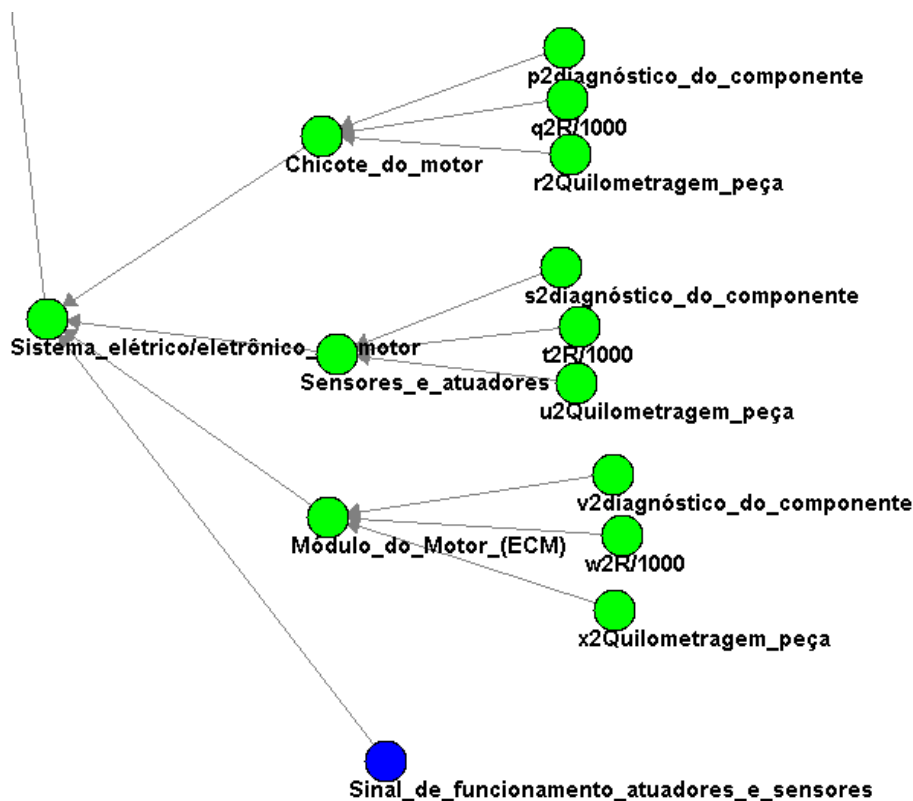 p2diagnóstico_do_componente
q2R/1000
Chicote_do_motor
r2Quilometragem_peça
s2diagnóstico_do_componente
Sistema_elétrico/eletrônico_ motor
t2R/1000
Sensores_e_atuadores
u2Quilometragem_peça
v2diagnóstico_do_componente
Módulo_do_Motor_(ECM)
w2R/1000
x2Quilometragem_peça
Sinal_de_funcionamento_atuadores_e_sensores